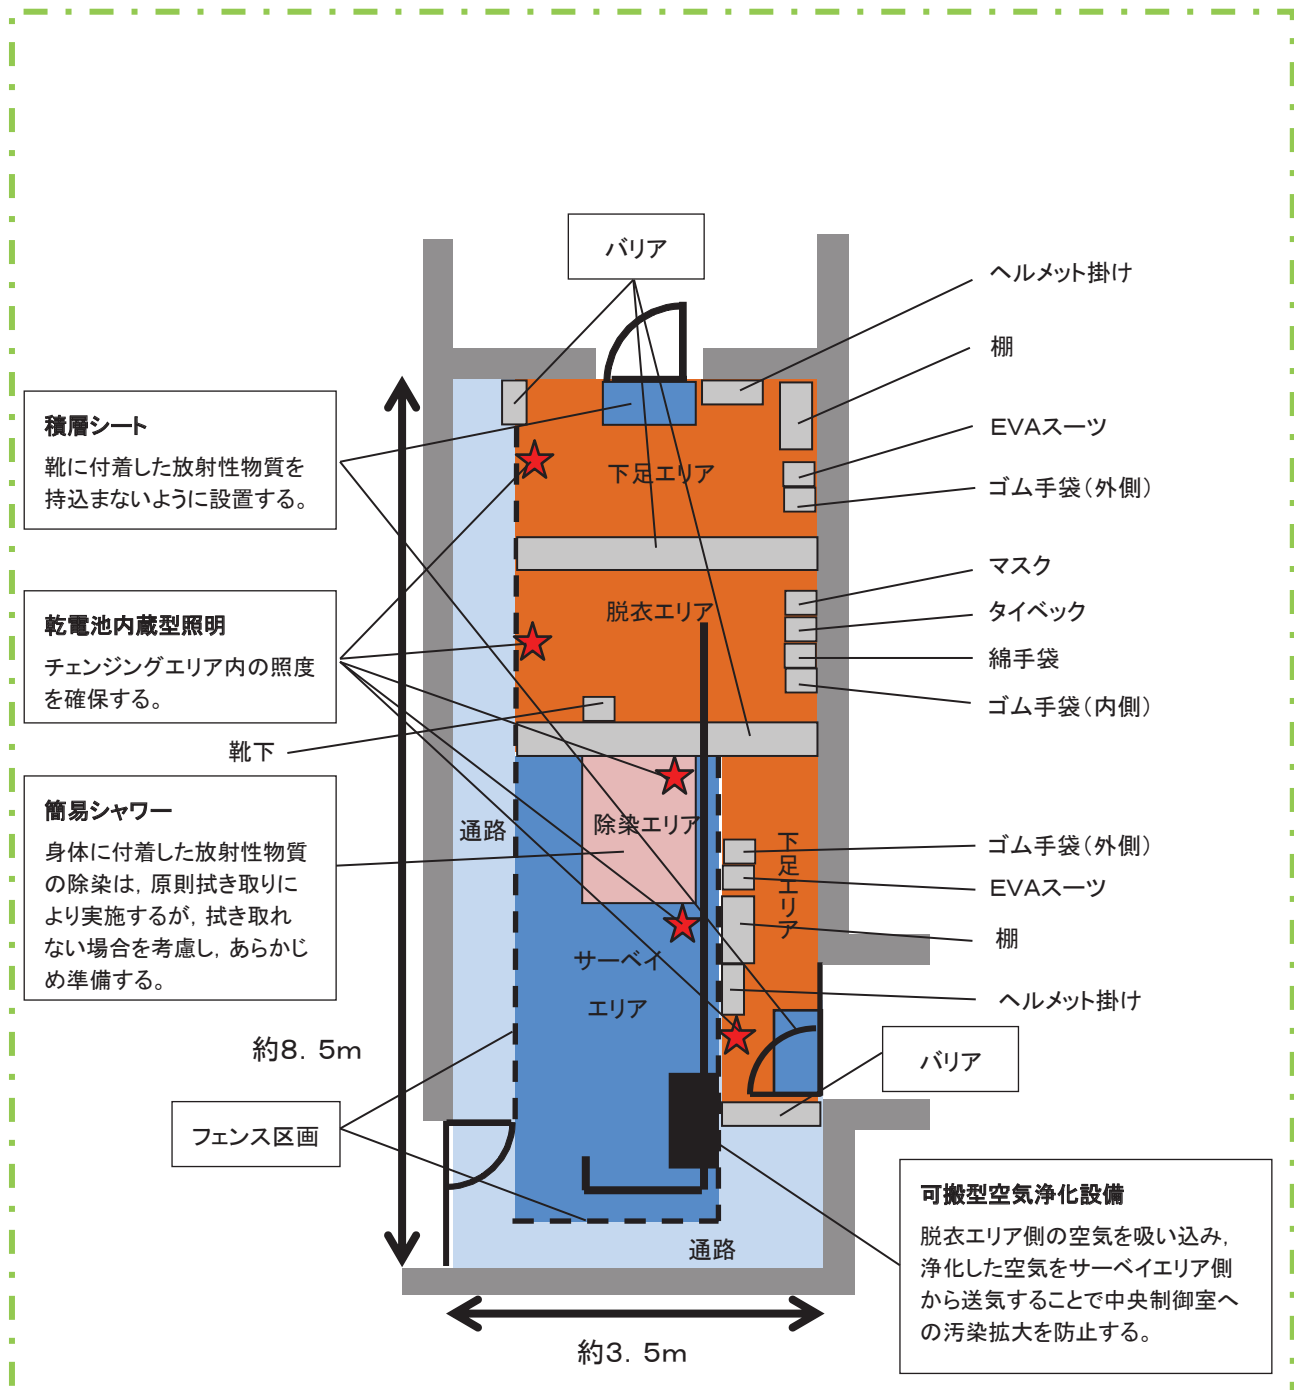 バリア
ヘルメット掛け
棚
EVAスーツ
ゴム手袋（外側）
積層シート
靴に付着した放射性物質を
持込まないように設置する。
下足エリア
マスク
タイベック
綿手袋
ゴム手袋（内側）
乾電池内蔵型照明
チェンジングエリア内の照度
を確保する。
脱衣エリア
靴下
簡易シャワー
身体に付着した放射性物質
の除染は，原則拭き取りに
より実施するが，拭き取れ
ない場合を考慮し，あらかじ
め準備する。
通路
除染エリア
下足エリア
ゴム手袋（外側）
EVAスーツ
棚
ヘルメット掛け
サーベイ
エリア
約8．5m
バリア
フェンス区画
可搬型空気浄化設備
脱衣エリア側の空気を吸い込み，
浄化した空気をサーベイエリア側
から送気することで中央制御室へ
の汚染拡大を防止する。
通路
約3．5m